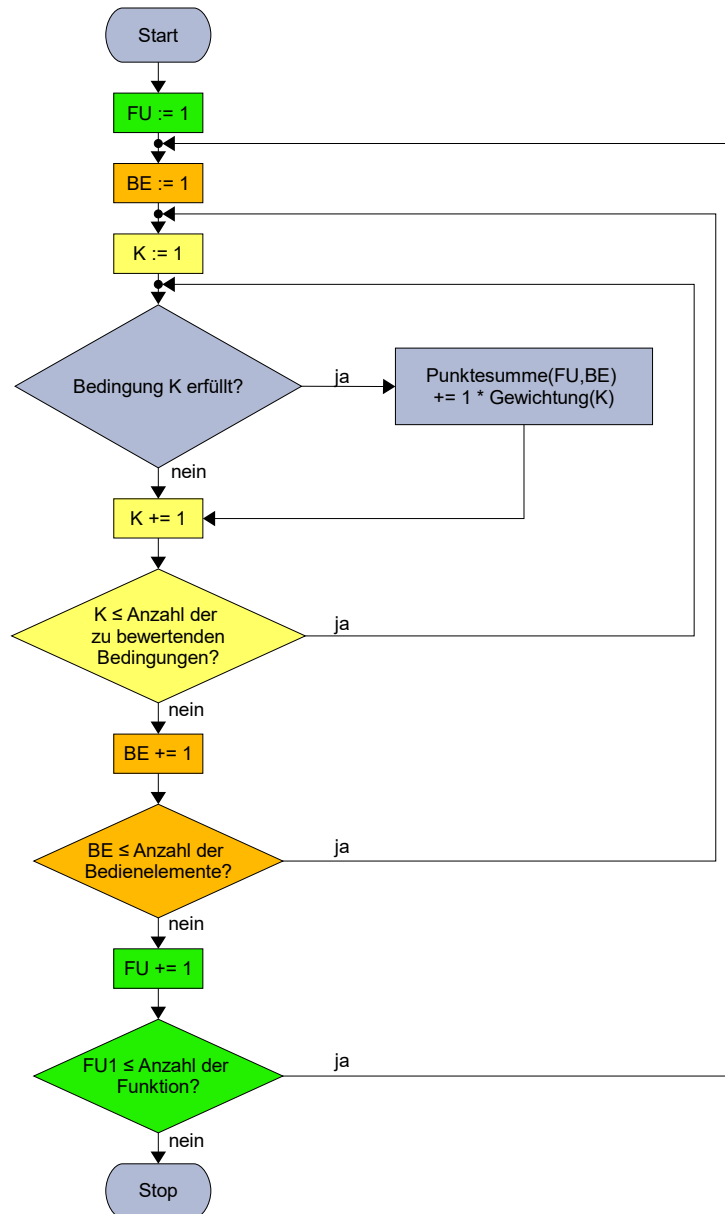 Start
FU := 1
BE := 1
K := 1
Bedingung K erfüllt?
ja
Punktesumme(FU,BE)
+= 1 * Gewichtung(K)
nein
K += 1
K ≤ Anzahl der
zu bewertenden
Bedingungen?
ja
nein
BE += 1
BE ≤ Anzahl der
Bedienelemente?
ja
nein
FU += 1
FU1 ≤ Anzahl der
Funktion?
ja
nein
Stop